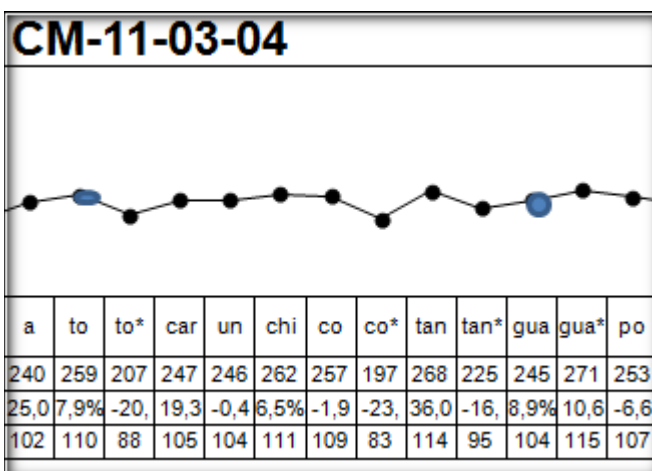 CM-11-03-04
a to to* car un chi co co* tan tan* gua gua* po
240 259 207 247 246 262 257 197 268 225 245 271 253
25,0 7,9% -20, 19,3 -0,4 6,5% -1,9 -23, 36,0 -16, 8,9% 10,6 -6,6
102 110 88 105 104 111 109 83 114 95 104 115 107